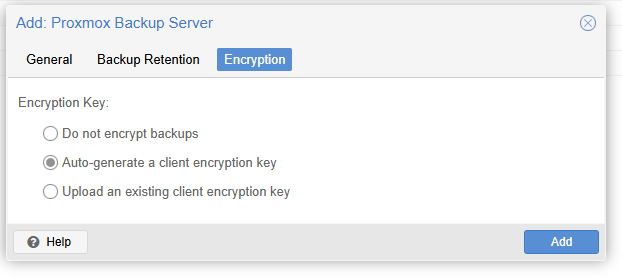 Add: Proxmox Backup Server
General Backup Retention Encryption
Encryption Key:
Do not encrypt backups
Auto-generate a client encryption key
Upload an existing client encryption key
Help Add